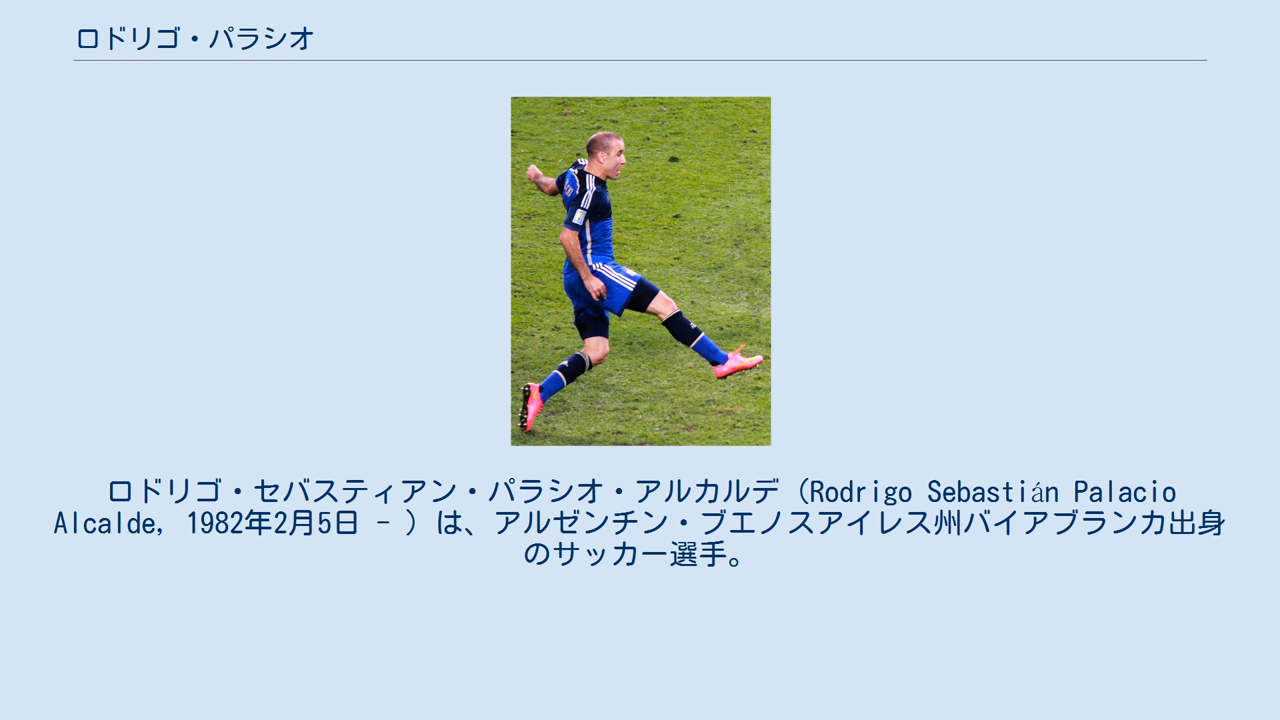 ロドリゴ・パラシオ
ロドリゴ・セバスティアン・パラシオ・アルカルデ（Rodrigo Sebastián Palacio
Alcalde, 1982年2月5日 - ）は、アルゼンチン・ブエノスアイレス州バイアブランカ出身
のサッカー選手。